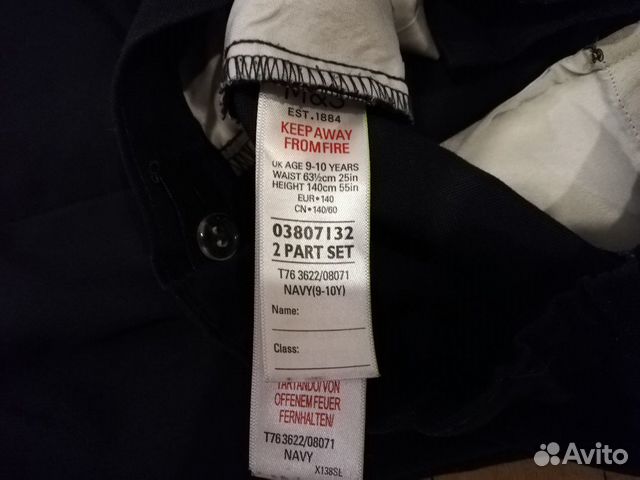 M&S
EST. 1884
KEEP AWAY
FROM FIRE
UK AGE 9-10 YEARS
WAIST 63½cm 25in
HEIGHT 140cm 55in
EUR•140
CN•140/60
03807132
2 PART SET
T76 3622/08071
NAVY(9-10Y)
Name:
Class:
TARTANDO/VON
OFFENEM FEUER
FERNHALTEN/
T76 3622/08071
NAVY
X138SL
Avito